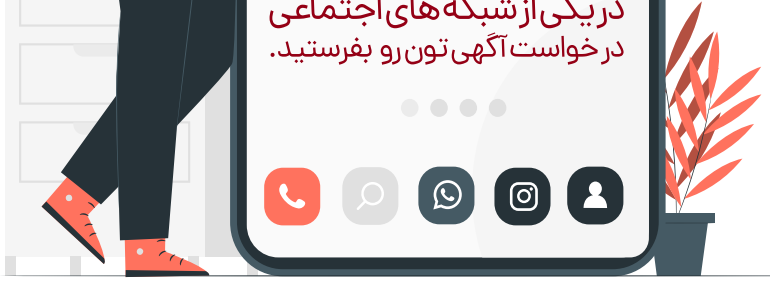 در یکی از شبکه های اجتماعی
درخواست آگهی تون رو بفرستید.